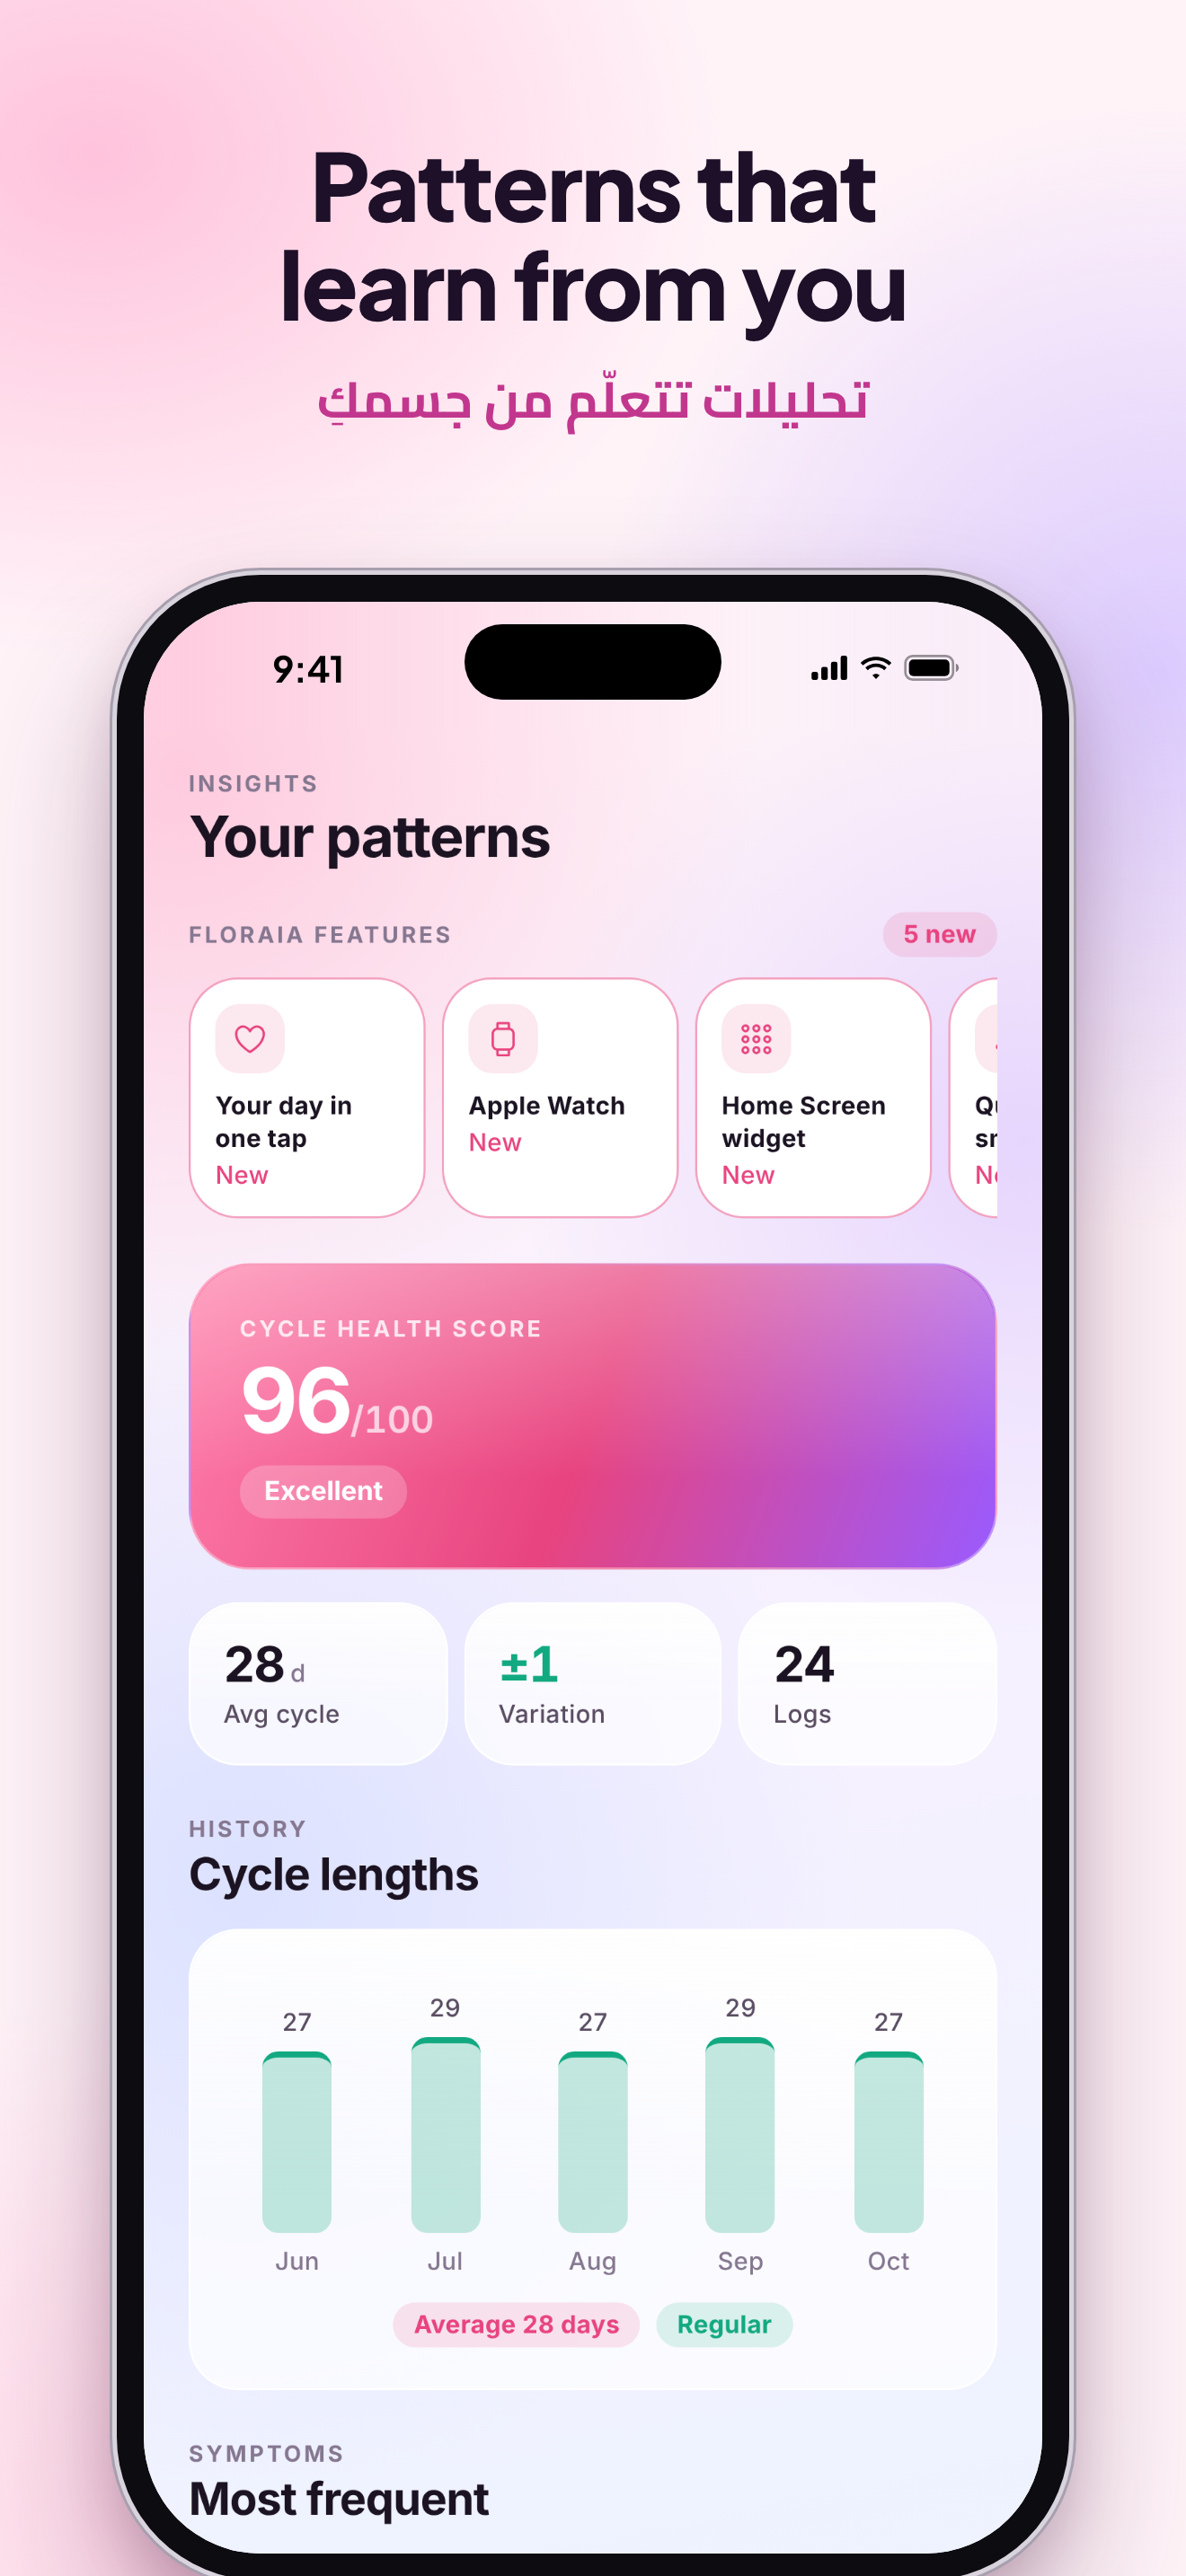 Patterns that
learn from you
تحليلات تتعلّم من جسمكِ
9:41
INSIGHTS
Your patterns
FLORAIA FEATURES
5 new
Your day in
one tap
New
Apple Watch
New
Home Screen
widget
New
CYCLE HEALTH SCORE
96/100
Excellent
28 d
Avg cycle
±1
Variation
24
Logs
HISTORY
Cycle lengths
27
29
27
29
27
Jun
Jul
Aug
Sep
Oct
Average 28 days
Regular
SYMPTOMS
Most frequent